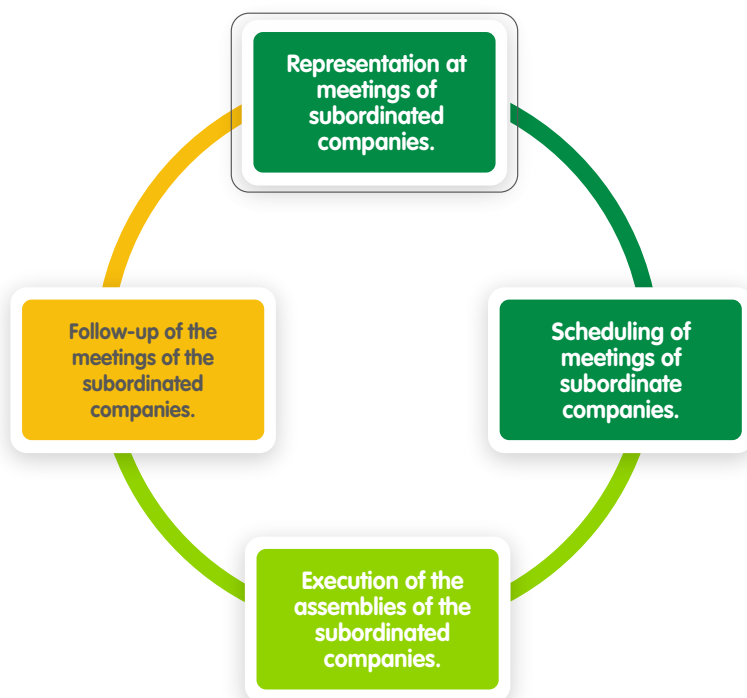 Representation at
meetings of
subordinated
companies.
Scheduling of
meetings of
subordinate
companies.
Execution of the
assemblies of the
subordinated
companies.
Follow-up of the
meetings of the
subordinated
companies.